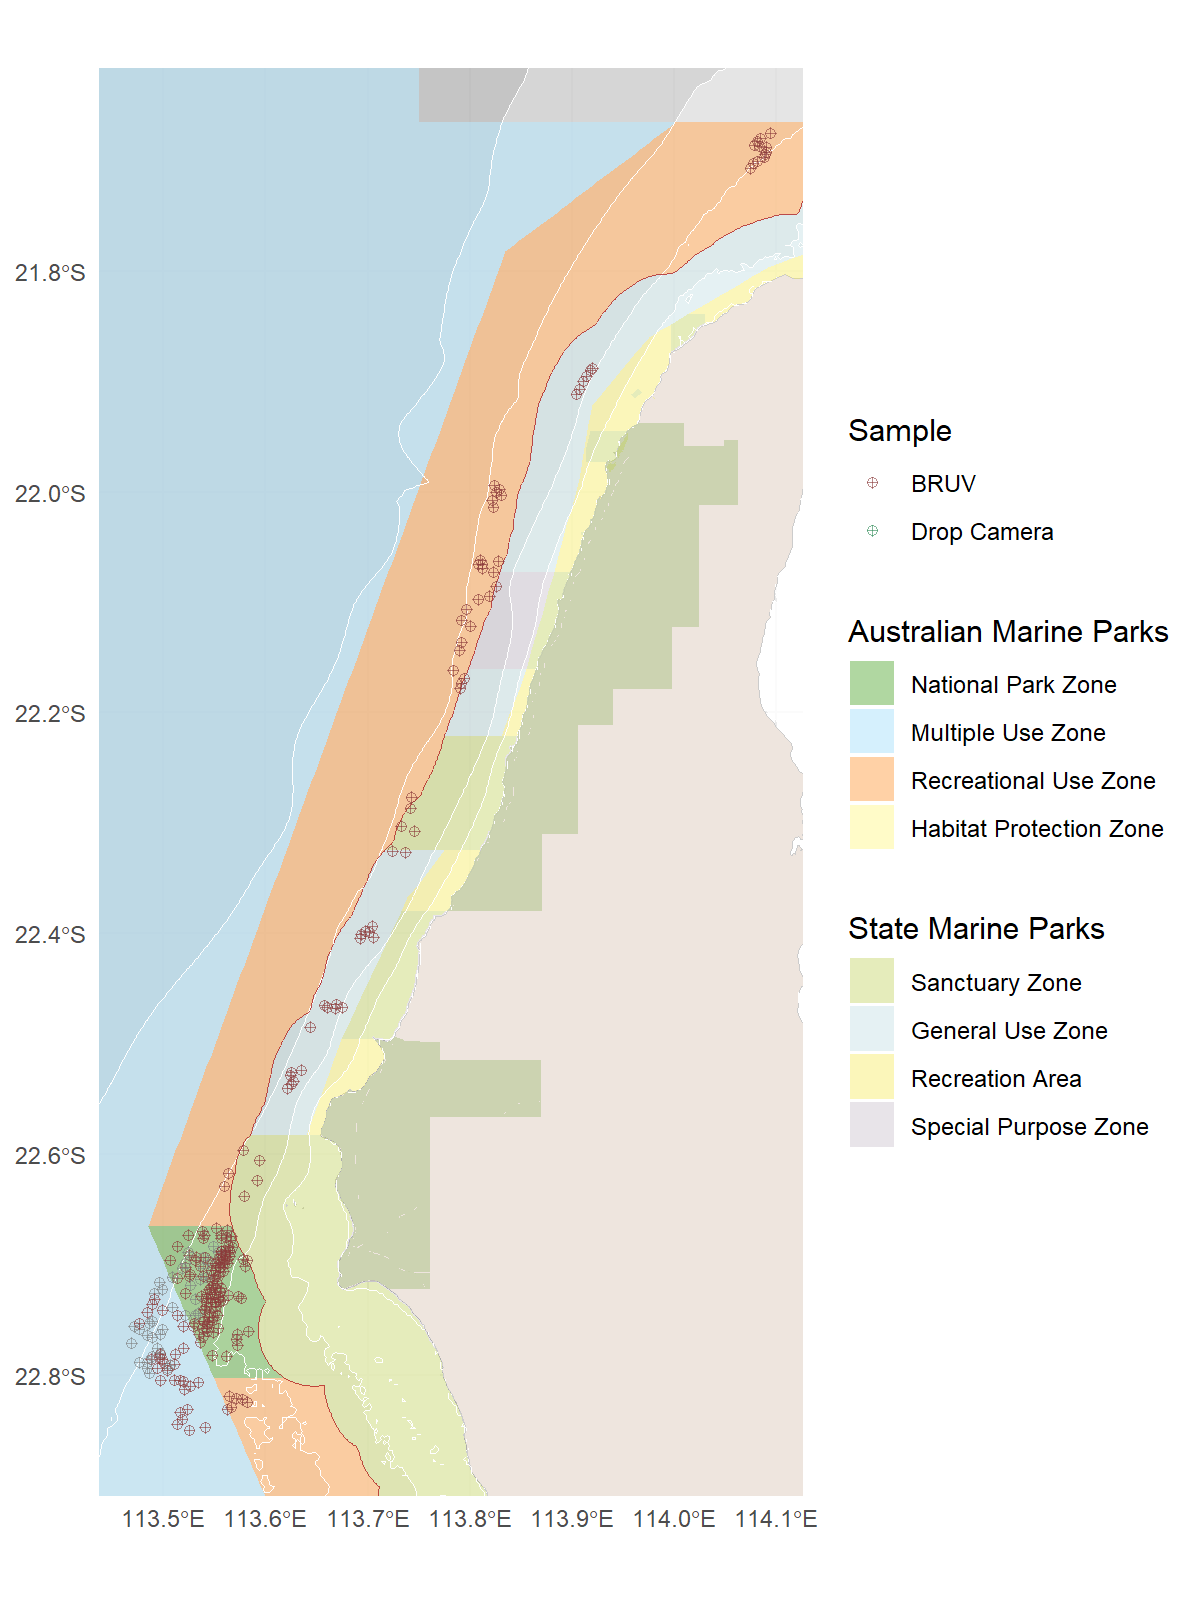 21.8°S
22.0°S
22.2°S
22.4°S
22.6°S
22.8°S
113.5°E 113.6°E 113.7°E 113.8°E 113.9°E 114.0°E 114.1°E
Sample
BRUV
Drop Camera
Australian Marine Parks
National Park Zone
Multiple Use Zone
Recreational Use Zone
Habitat Protection Zone
State Marine Parks
Sanctuary Zone
General Use Zone
Recreation Area
Special Purpose Zone